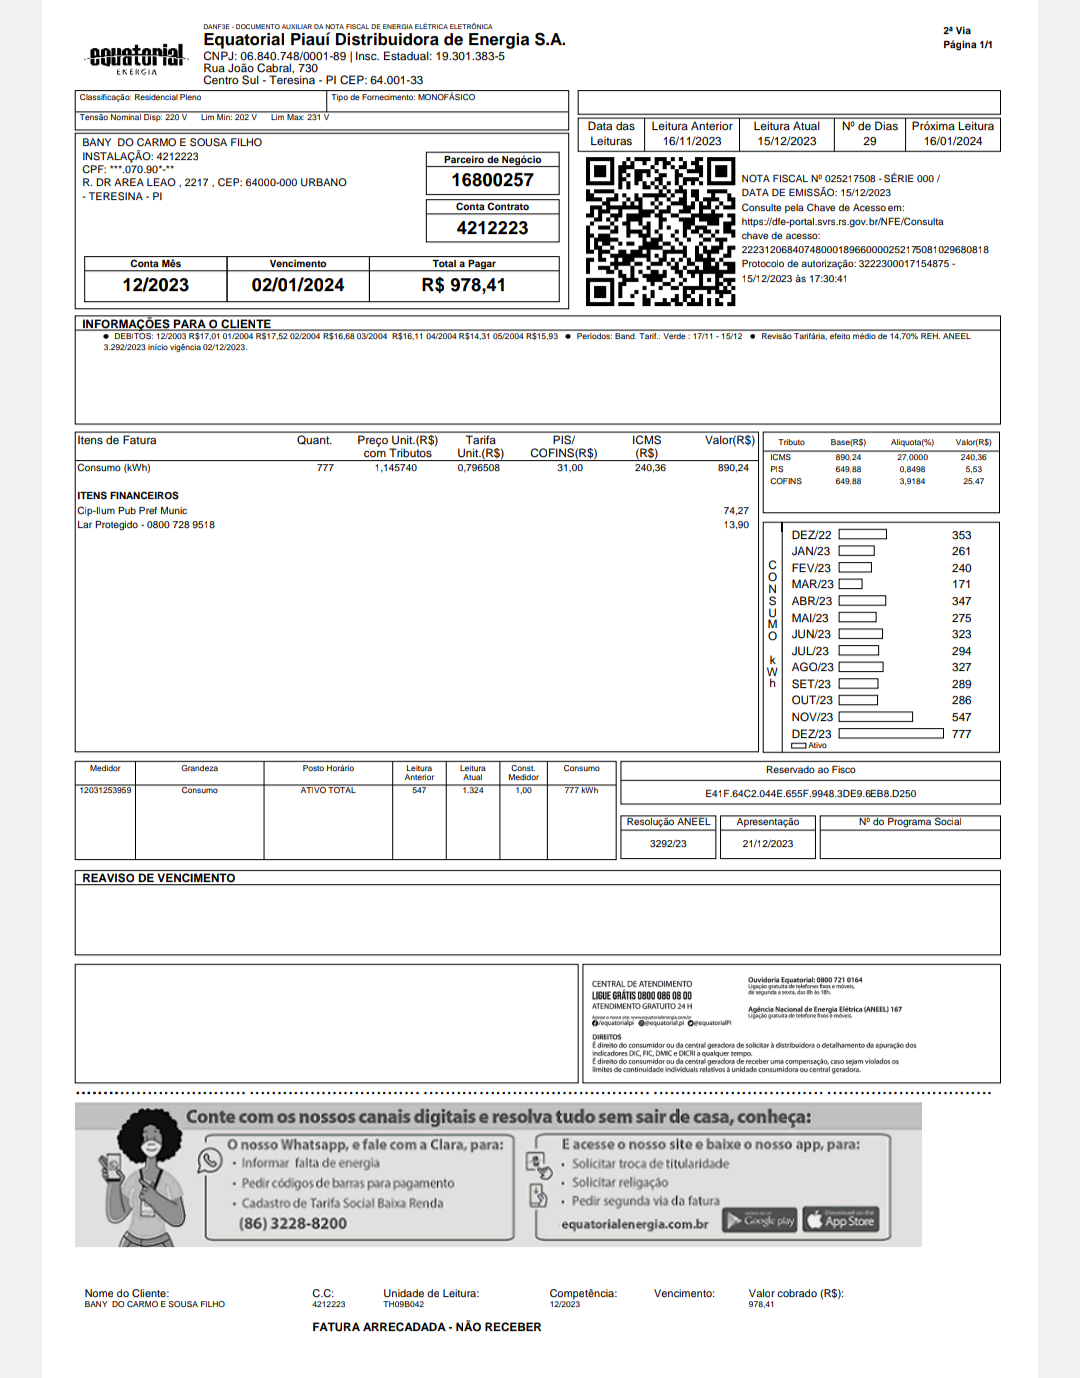 DANF3E - DOCUMENTO AUXILIAR DA NOTA FISCAL DE ENERGIA ELÉTRICA ELETRÔNICA
2ª Via
Página 1/1
equatorial
ENERGIA
Equatorial Piauí Distribuidora de Energia S.A.
CNPJ: 06.840.748/0001-89 | Insc. Estadual: 19.301.383-5
Rua João Cabral, 730
Centro Sul - Teresina - PI CEP: 64.001-33
Classificação: Residencial Pleno
Tipo de Fornecimento: MONOFÁSICO
Tensão Nominal Disp: 220 V Lim Min: 202 V Lim Max: 231 V
BANY DO CARMO E SOUSA FILHO
INSTALAÇÃO: 4212223
CPF: ***.070.90*-**
R. DR AREA LEAO , 2217 , CEP: 64000-000 URBANO
- TERESINA - PI
Parceiro de Negócio
16800257
Conta Contrato
4212223
Conta Mês Vencimento Total a Pagar
12/2023 02/01/2024 R$ 978,41
Data das Leituras Leitura Anterior Leitura Atual Nº de Dias Próxima Leitura
16/11/2023 15/12/2023 29 16/01/2024
NOTA FISCAL Nº 025217508 - SÉRIE 000 /
DATA DE EMISSÃO: 15/12/2023
Consulte pela Chave de Acesso em:
https://dfe-portal.svrs.rs.gov.br/NFE/Consulta
chave de acesso:
22231206840748000189660000252175081029680818
Protocolo de autorização: 3222300017154875 -
15/12/2023 às 17:30:41
INFORMAÇÕES PARA O CLIENTE
● DEBITOS: 12/2003 R$17,01 01/2004 R$17,52 02/2004 R$16,68 03/2004 R$16,11 04/2004 R$14,31 05/2004 R$15,93 ● Períodos: Band. Tarif.: Verde : 17/11 - 15/12 ● Revisão Tarifária, efeito médio de 14,70% REH. ANEEL
3.292/2023 início vigência 02/12/2023.
Itens de Fatura Quant. Preço Unit.(R$) com Tributos Tarifa Unit.(R$) PIS/ COFINS(R$) ICMS (R$) Valor(R$)
Consumo (kWh) 777 1,145740 0,796508 31,00 240,36 890,24
ITENS FINANCEIROS
Cip-Ilum Pub Pref Munic 74,27
Lar Protegido - 0800 728 9518 13,90
Tributo Base(R$) Aliquota(%) Valor(R$)
ICMS 890,24 27,0000 240,36
PIS 649,88 0,8498 5,53
COFINS 649,88 3,9184 25,47
CONSUMO kWh
DEZ/22 353
JAN/23 261
FEV/23 240
MAR/23 171
ABR/23 347
MAI/23 275
JUN/23 323
JUL/23 294
AGO/23 327
SET/23 289
OUT/23 286
NOV/23 547
DEZ/23 777
Ativo
Medidor Grandeza Posto Horário Leitura Anterior Leitura Atual Const. Medidor Consumo
12031253959 Consumo ATIVO TOTAL 547 1.324 1,00 777 kWh
Reservado ao Fisco
E41F.64C2.044E.655F.9948.3DE9.6EB8.D250
Resolução ANEEL Apresentação Nº do Programa Social
3292/23 21/12/2023
REAVISO DE VENCIMENTO
CENTRAL DE ATENDIMENTO
LIGUE GRÁTIS 0800 086 08 00
ATENDIMENTO GRATUITO 24 H
Acesse o nosso site: www.equatorialenergia.com.br
/equatorialpi @equatorial.pi @equatorialPI
Ouvidoria Equatorial: 0800 721 0164
Ligação gratuita de telefones fixos e móveis,
de segunda a sexta, das 8h às 18h.
Agência Nacional de Energia Elétrica (ANEEL) 167
Ligação gratuita de telefone fixos e móveis.
DIREITOS
É direito do consumidor ou da central geradora de solicitar à distribuidora o detalhamento da apuração dos
indicadores DIC, FIC, DMIC e DICRI a qualquer tempo.
É direito do consumidor ou da central geradora de receber uma compensação, caso sejam violados os
limites de continuidade individuais relativos à unidade consumidora ou central geradora.
Conte com os nossos canais digitais e resolva tudo sem sair de casa, conheça:
O nosso Whatsapp, e fale com a Clara, para:
• Informar falta de energia
• Pedir códigos de barras para pagamento
• Cadastro de Tarifa Social Baixa Renda
(86) 3228-8200
E acesse o nosso site e baixe o nosso app, para:
• Solicitar troca de titularidade
• Solicitar religação
• Pedir segunda via da fatura
equatorialenergia.com.br
Google play
App Store
Nome do Cliente: C.C: Unidade de Leitura: Competência: Vencimento: Valor cobrado (R$):
BANY DO CARMO E SOUSA FILHO 4212223 TH09B042 12/2023 978,41
FATURA ARRECADADA - NÃO RECEBER